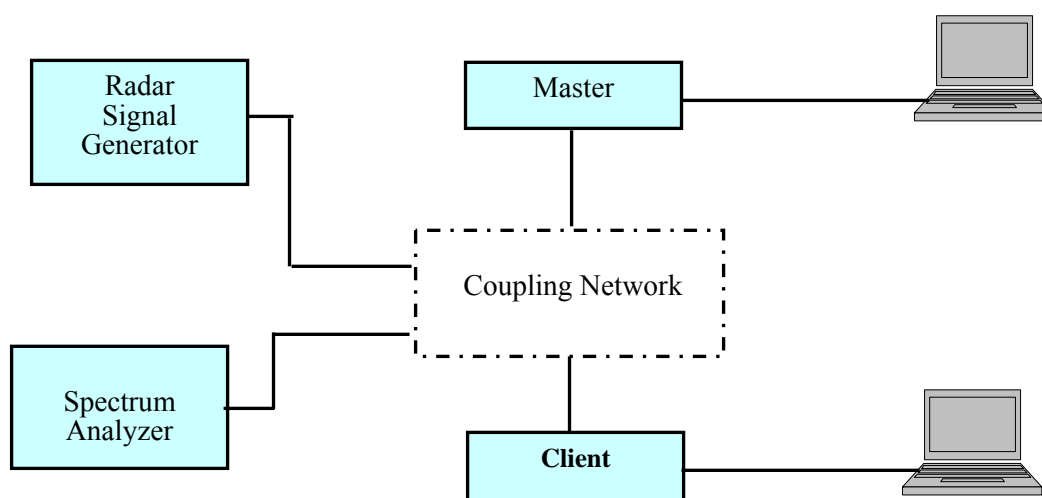 Radar
Signal
Generator
Master
Coupling Network
Spectrum
Analyzer
Client